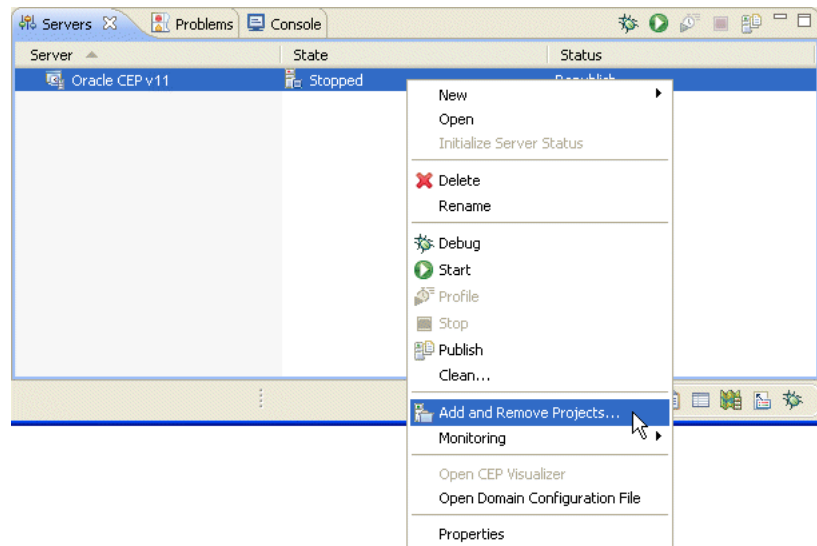 Servers Problems Console
Server State Status
Oracle CEP v11 Stopped Republish
New
Open
Initialize Server Status
Delete
Rename
Debug
Start
Profile
Stop
Publish
Clean...
Add and Remove Projects...
Monitoring
Open CEP Visualizer
Open Domain Configuration File
Properties